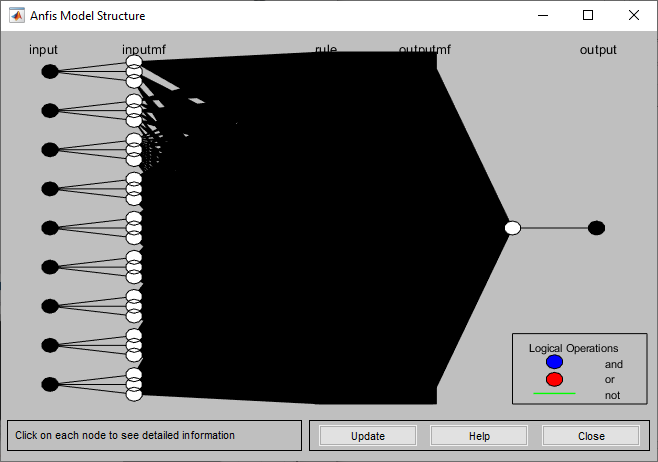 Anfis Model Structure
input inputmf rule outputmf output
Logical Operations
and
or
not
Click on each node to see detailed information
Update Help Close